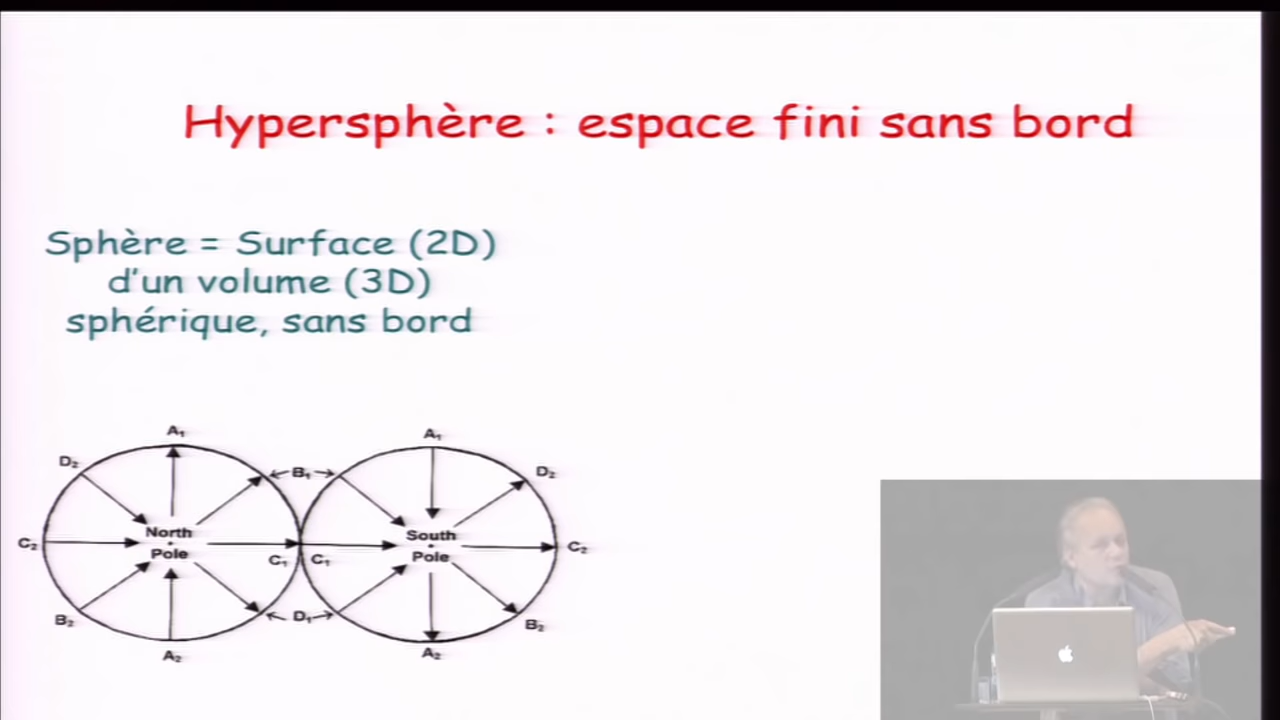 Hypersphère : espace fini sans bord
Sphère = Surface (2D)
d'un volume (3D)
sphérique, sans bord
A₁ A₁
D₂ B₁ D₂
North Pole South Pole
C₂ C₁ C₁ C₂
B₂ D₁ B₂
A₂ A₂